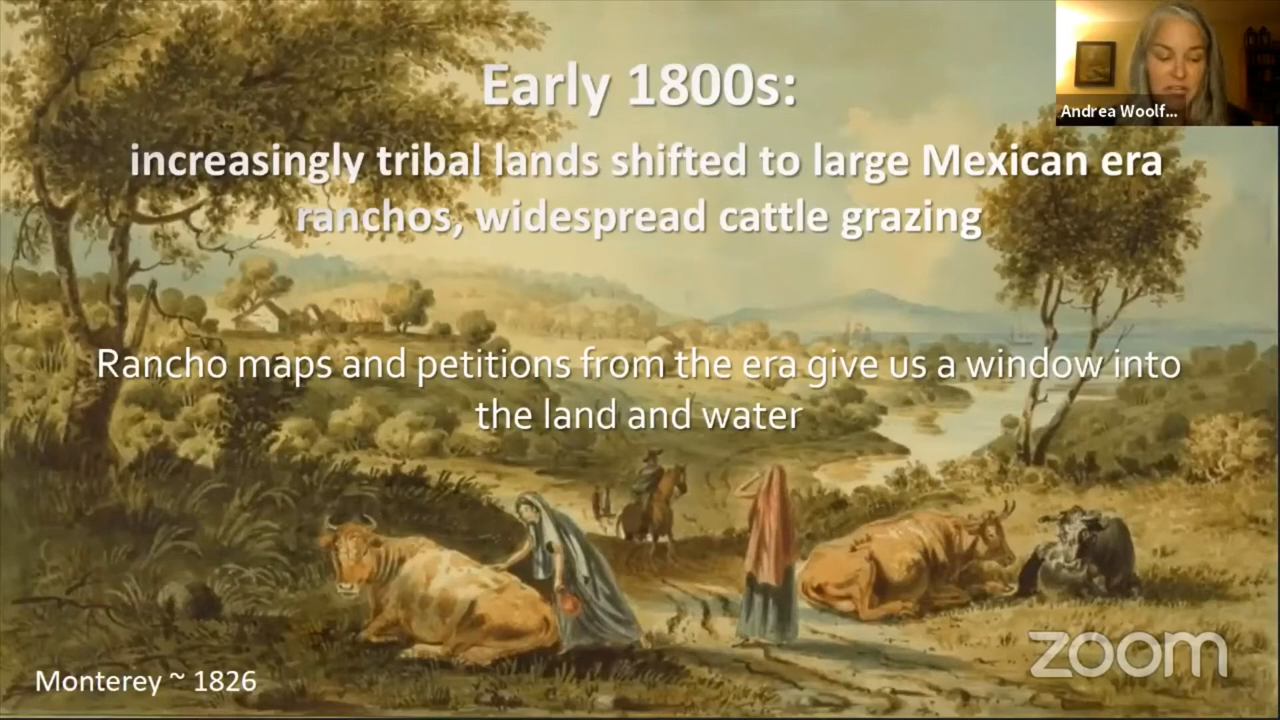 Early 1800s:
increasingly tribal lands shifted to large Mexican era
ranchos, widespread cattle grazing
Andrea Woolf...
Rancho maps and petitions from the era give us a window into
the land and water
Monterey ~ 1826
zoom